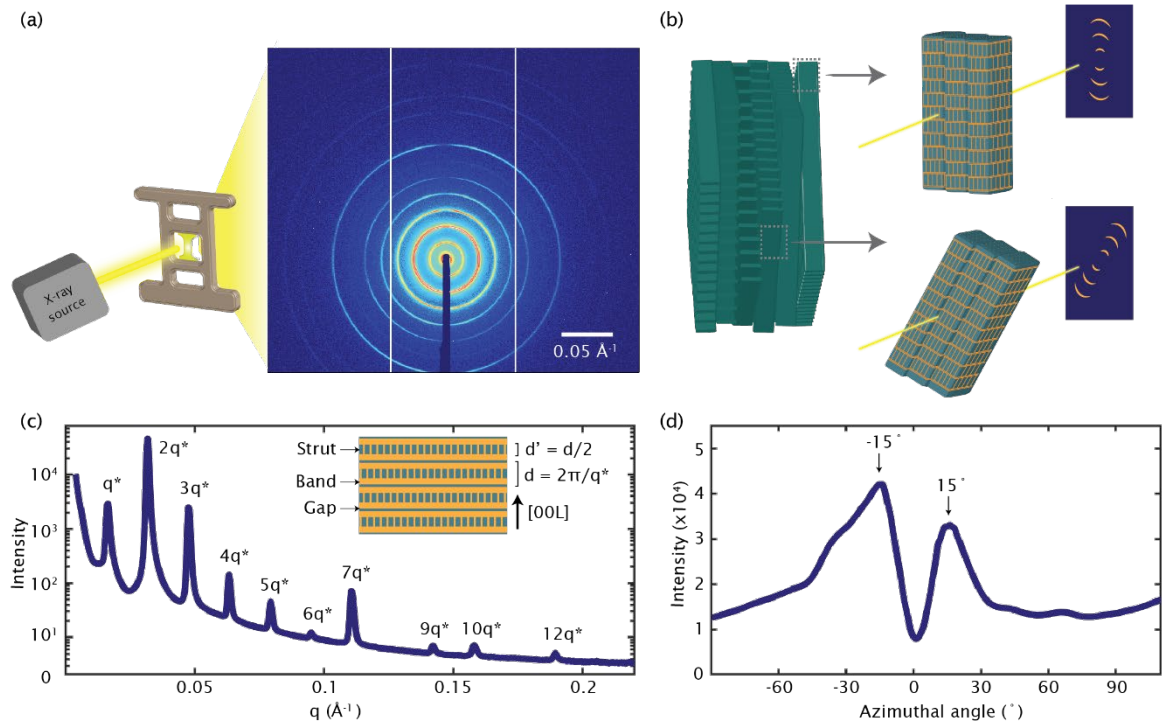 (a)
X-ray
source
0.05 Å⁻¹
(b)
(c)
Intensity
10⁴
10³
10²
10¹
0
q*
2q*
3q*
4q*
5q*
6q*
7q*
9q*
10q*
12q*
Strut
Band
Gap
d' = d/2
d = 2π/q*
[00L]
0.05
0.1
0.15
0.2
q (Å⁻¹)
(d)
Intensity (x10⁴)
5
4
3
2
1
0
-15°
15°
-60
-30
0
30
60
90
Azimuthal angle (°)